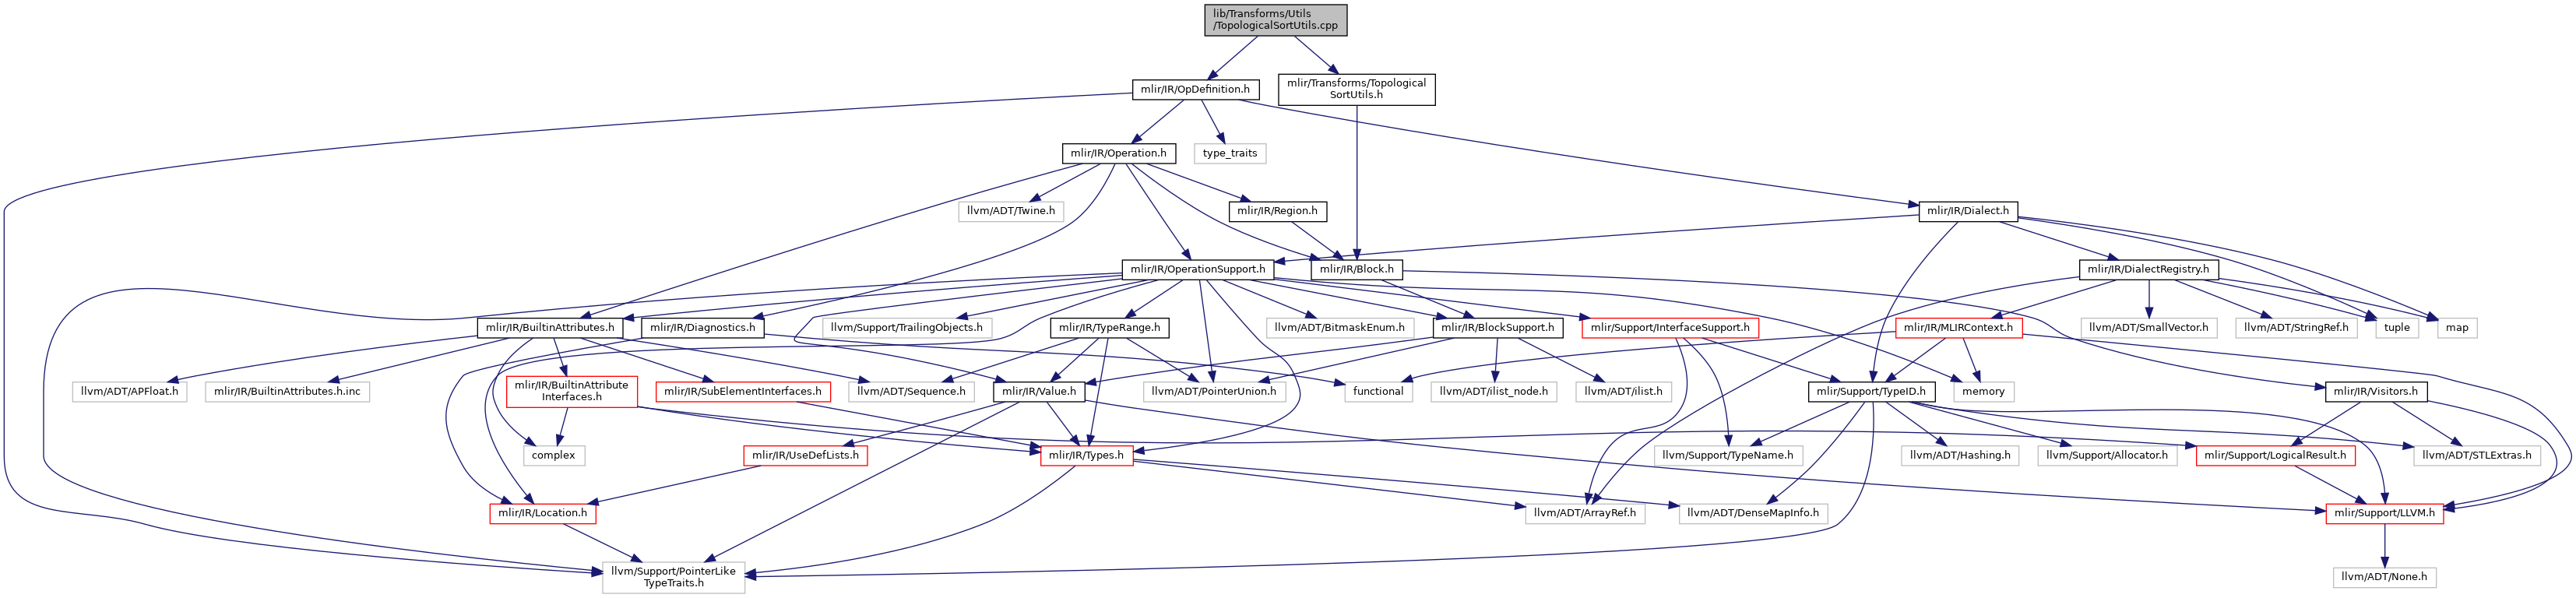 lib/Transforms/Utils
/TopologicalSortUtils.cpp
mlir/IR/OpDefinition.h
mlir/Transforms/Topological
SortUtils.h
mlir/IR/Operation.h
type_traits
llvm/ADT/Twine.h
mlir/IR/Region.h
mlir/IR/Dialect.h
mlir/IR/OperationSupport.h
mlir/IR/Block.h
mlir/IR/DialectRegistry.h
mlir/IR/BuiltinAttributes.h
mlir/IR/Diagnostics.h
llvm/Support/TrailingObjects.h
mlir/IR/TypeRange.h
llvm/ADT/BitmaskEnum.h
mlir/IR/BlockSupport.h
mlir/Support/InterfaceSupport.h
mlir/IR/MLIRContext.h
llvm/ADT/SmallVector.h
llvm/ADT/StringRef.h
tuple
map
llvm/ADT/APFloat.h
mlir/IR/BuiltinAttributes.h.inc
mlir/IR/BuiltinAttribute
Interfaces.h
mlir/IR/SubElementInterfaces.h
llvm/ADT/Sequence.h
mlir/IR/Value.h
llvm/ADT/PointerUnion.h
functional
llvm/ADT/ilist_node.h
llvm/ADT/ilist.h
mlir/Support/TypeID.h
memory
mlir/IR/Visitors.h
complex
mlir/IR/UseDefLists.h
mlir/IR/Types.h
llvm/Support/TypeName.h
llvm/ADT/Hashing.h
llvm/Support/Allocator.h
mlir/Support/LogicalResult.h
llvm/ADT/STLExtras.h
mlir/IR/Location.h
llvm/ADT/ArrayRef.h
llvm/ADT/DenseMapInfo.h
mlir/Support/LLVM.h
llvm/Support/PointerLike
TypeTraits.h
llvm/ADT/None.h